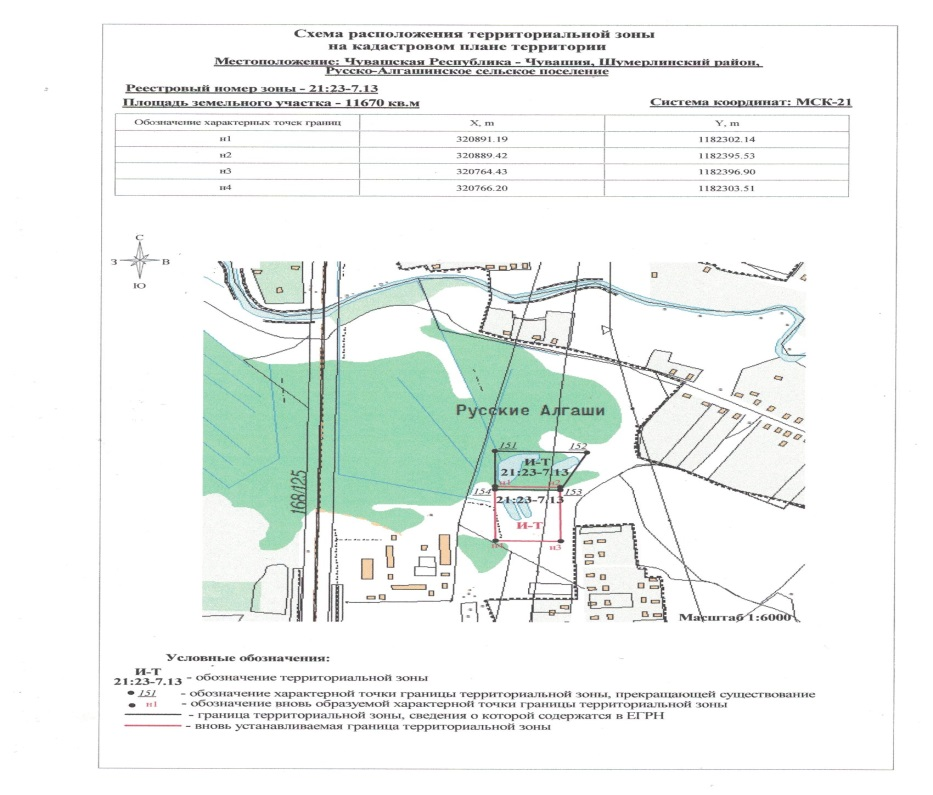 Схема расположения территориальной зоны
на кадастровом плане территории
Местоположение: Чувашская Республика - Чувашия, Шумерлинский район,
Русско-Алгашинское сельское поселение
Реестровый номер зоны - 21:23-7.13
Площадь земельного участка - 11670 кв.м
Система координат: МСК-21
Обозначение характерных точек границ X, m Y, m
н1 320891.19 1182302.14
н2 320889.42 1182395.53
н3 320764.43 1182396.90
н4 320766.20 1182303.51
С
З В
Ю
Русские Алгаши
151 152
И-Т
21:23-7.13
н1 н2
154 153
21:23-7.13
И-Т
н4 н3
168/125
Масштаб 1:6000
Условные обозначения:
И-Т
21:23-7.13 - обозначение территориальной зоны
151 - обозначение характерной точки границы территориальной зоны, прекращающей существование
н1 - обозначение вновь образуемой характерной точки границы территориальной зоны
- граница территориальной зоны, сведения о которой содержатся в ЕГРН
- вновь устанавливаемая граница территориальной зоны